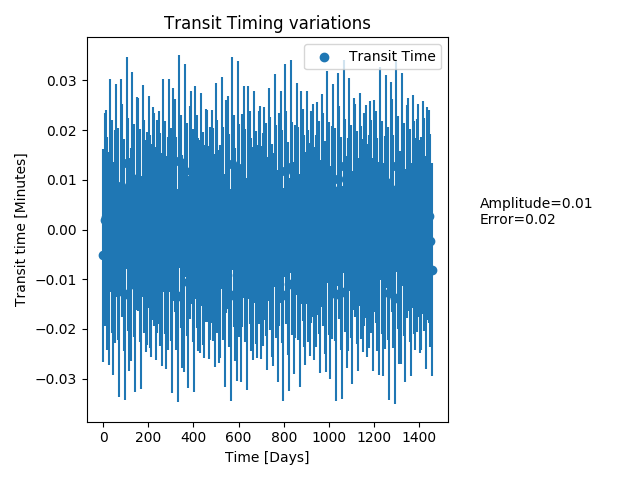 Transit Timing variations
Transit Time
Transit time [Minutes]
0.03
0.02
0.01
0.00
−0.01
−0.02
−0.03
0
200
400
600
800
1000
1200
1400
Time [Days]
Amplitude=0.01
Error=0.02